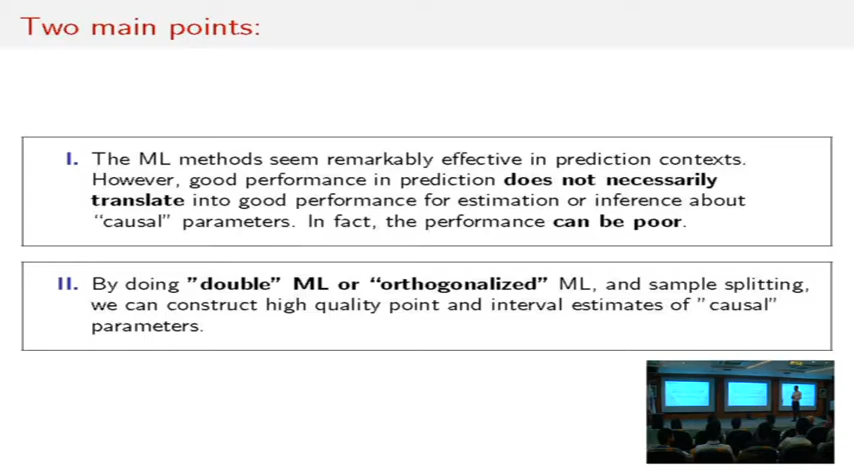 Two main points:
I. The ML methods seem remarkably effective in prediction contexts.
However, good performance in prediction does not necessarily
translate into good performance for estimation or inference about
“causal” parameters. In fact, the performance can be poor.
II. By doing ”double” ML or “orthogonalized” ML, and sample splitting,
we can construct high quality point and interval estimates of ”causal”
parameters.